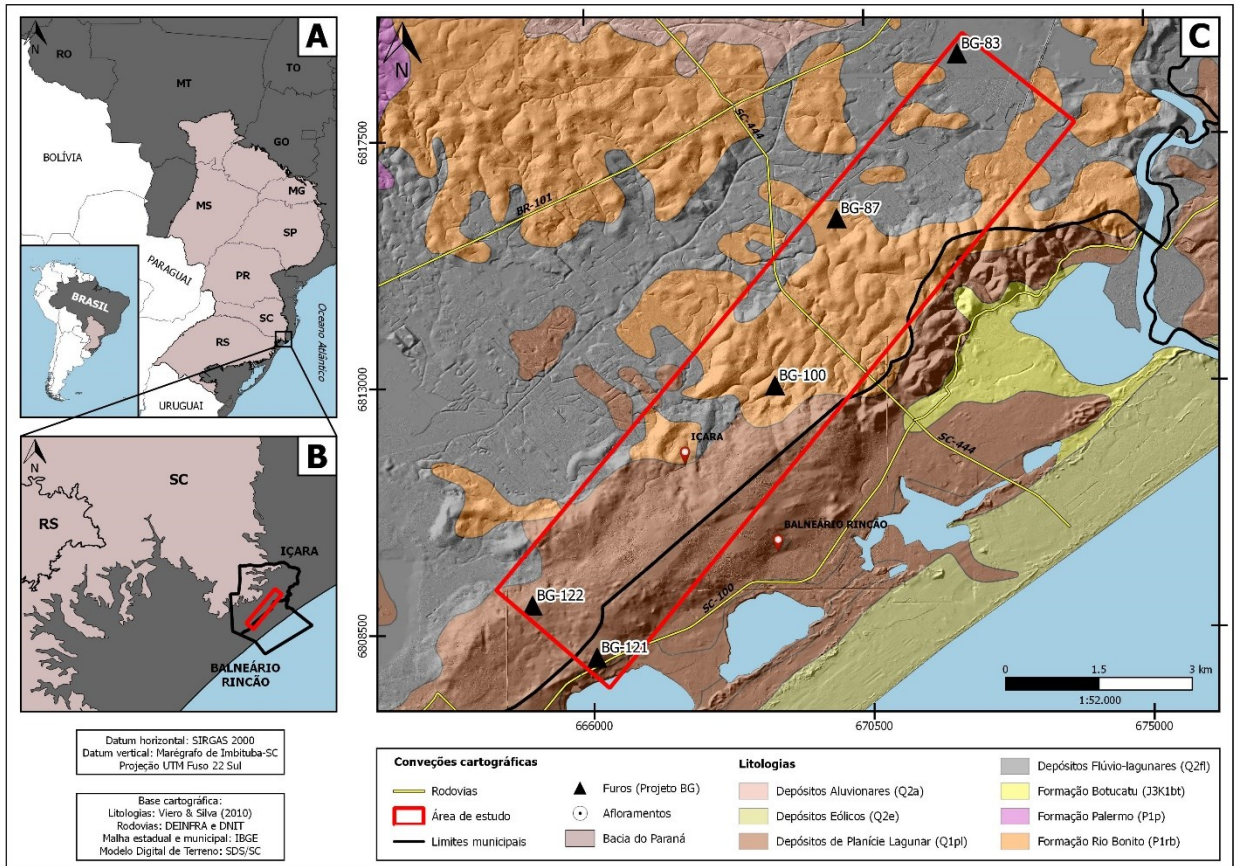 A
N
RO
TO
MT
GO
BOLÍVIA
MG
MS
SP
PARAGUAI
PR
BRASIL
SC
RS
Oceano Atlântico
URUGUAI
B
N
SC
RS
IÇARA
BALNEÁRIO
RINCÃO
Datum horizontal: SIRGAS 2000
Datum vertical: Marégrafo de Imbituba-SC
Projeção UTM Fuso 22 Sul
Base cartográfica:
Litologias: Viero & Silva (2010)
Rodovias: DEINFRA e DNIT
Malha estadual e municipal: IBGE
Modelo Digital de Terreno: SDS/SC
C
N
BG-83
SC-444
6817500
BR-101
BG-87
6813000
BG-100
IÇARA
SC-444
BALNEÁRIO RINCÃO
BG-122
SC-100
6808500
BG-121
0 1.5 3 km
1:52.000
666000 670500 675000
Conveções cartográficas
Rodovias
Área de estudo
Limites municipais
Furos (Projeto BG)
Afloramentos
Bacia do Paraná
Litologias
Depósitos Aluvionares (Q2a)
Depósitos Eólicos (Q2e)
Depósitos de Planície Lagunar (Q1pl)
Depósitos Flúvio-lagunares (Q2fl)
Formação Botucatu (J3K1bt)
Formação Palermo (P1p)
Formação Rio Bonito (P1rb)